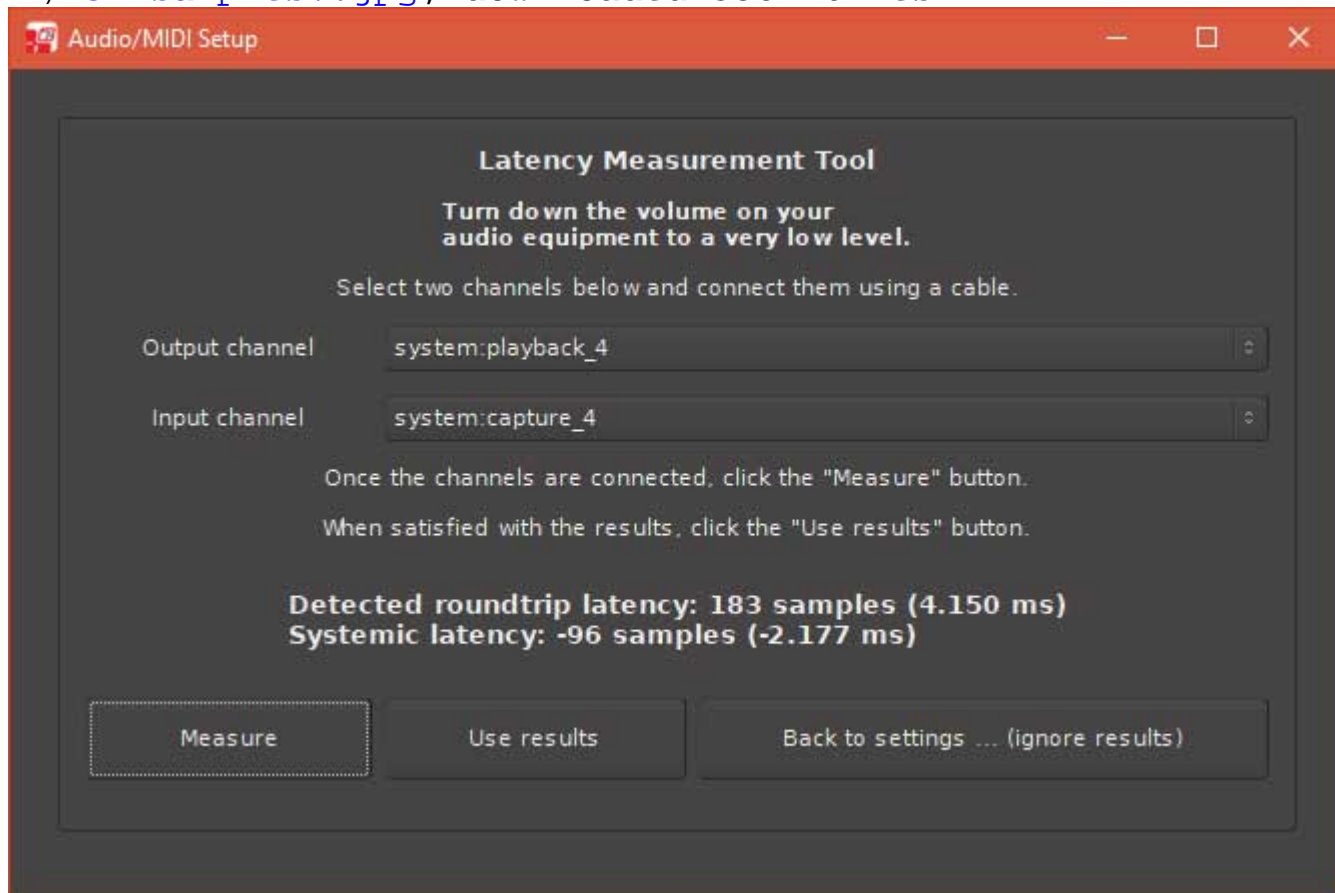 Audio/MIDI Setup
Latency Measurement Tool
Turn down the volume on your
audio equipment to a very low level.
Select two channels below and connect them using a cable.
Output channel system:playback_4
Input channel system:capture_4
Once the channels are connected, click the "Measure" button.
When satisfied with the results, click the "Use results" button.
Detected roundtrip latency: 183 samples (4.150 ms)
Systemic latency: -96 samples (-2.177 ms)
Measure Use results Back to settings ... (ignore results)